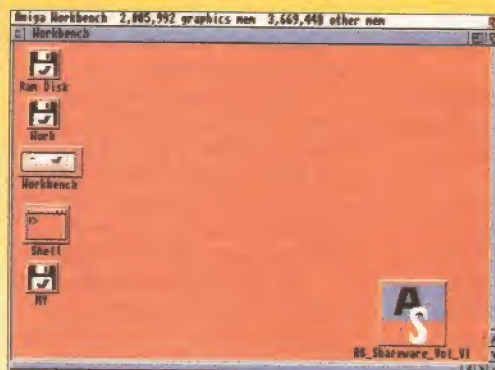 Amiga Workbench 2,005,992 graphics mem 3,669,448 other mem
Workbench
Ram Disk
Work
Workbench
Shell
AS
AS_Shareware_Vol_VI